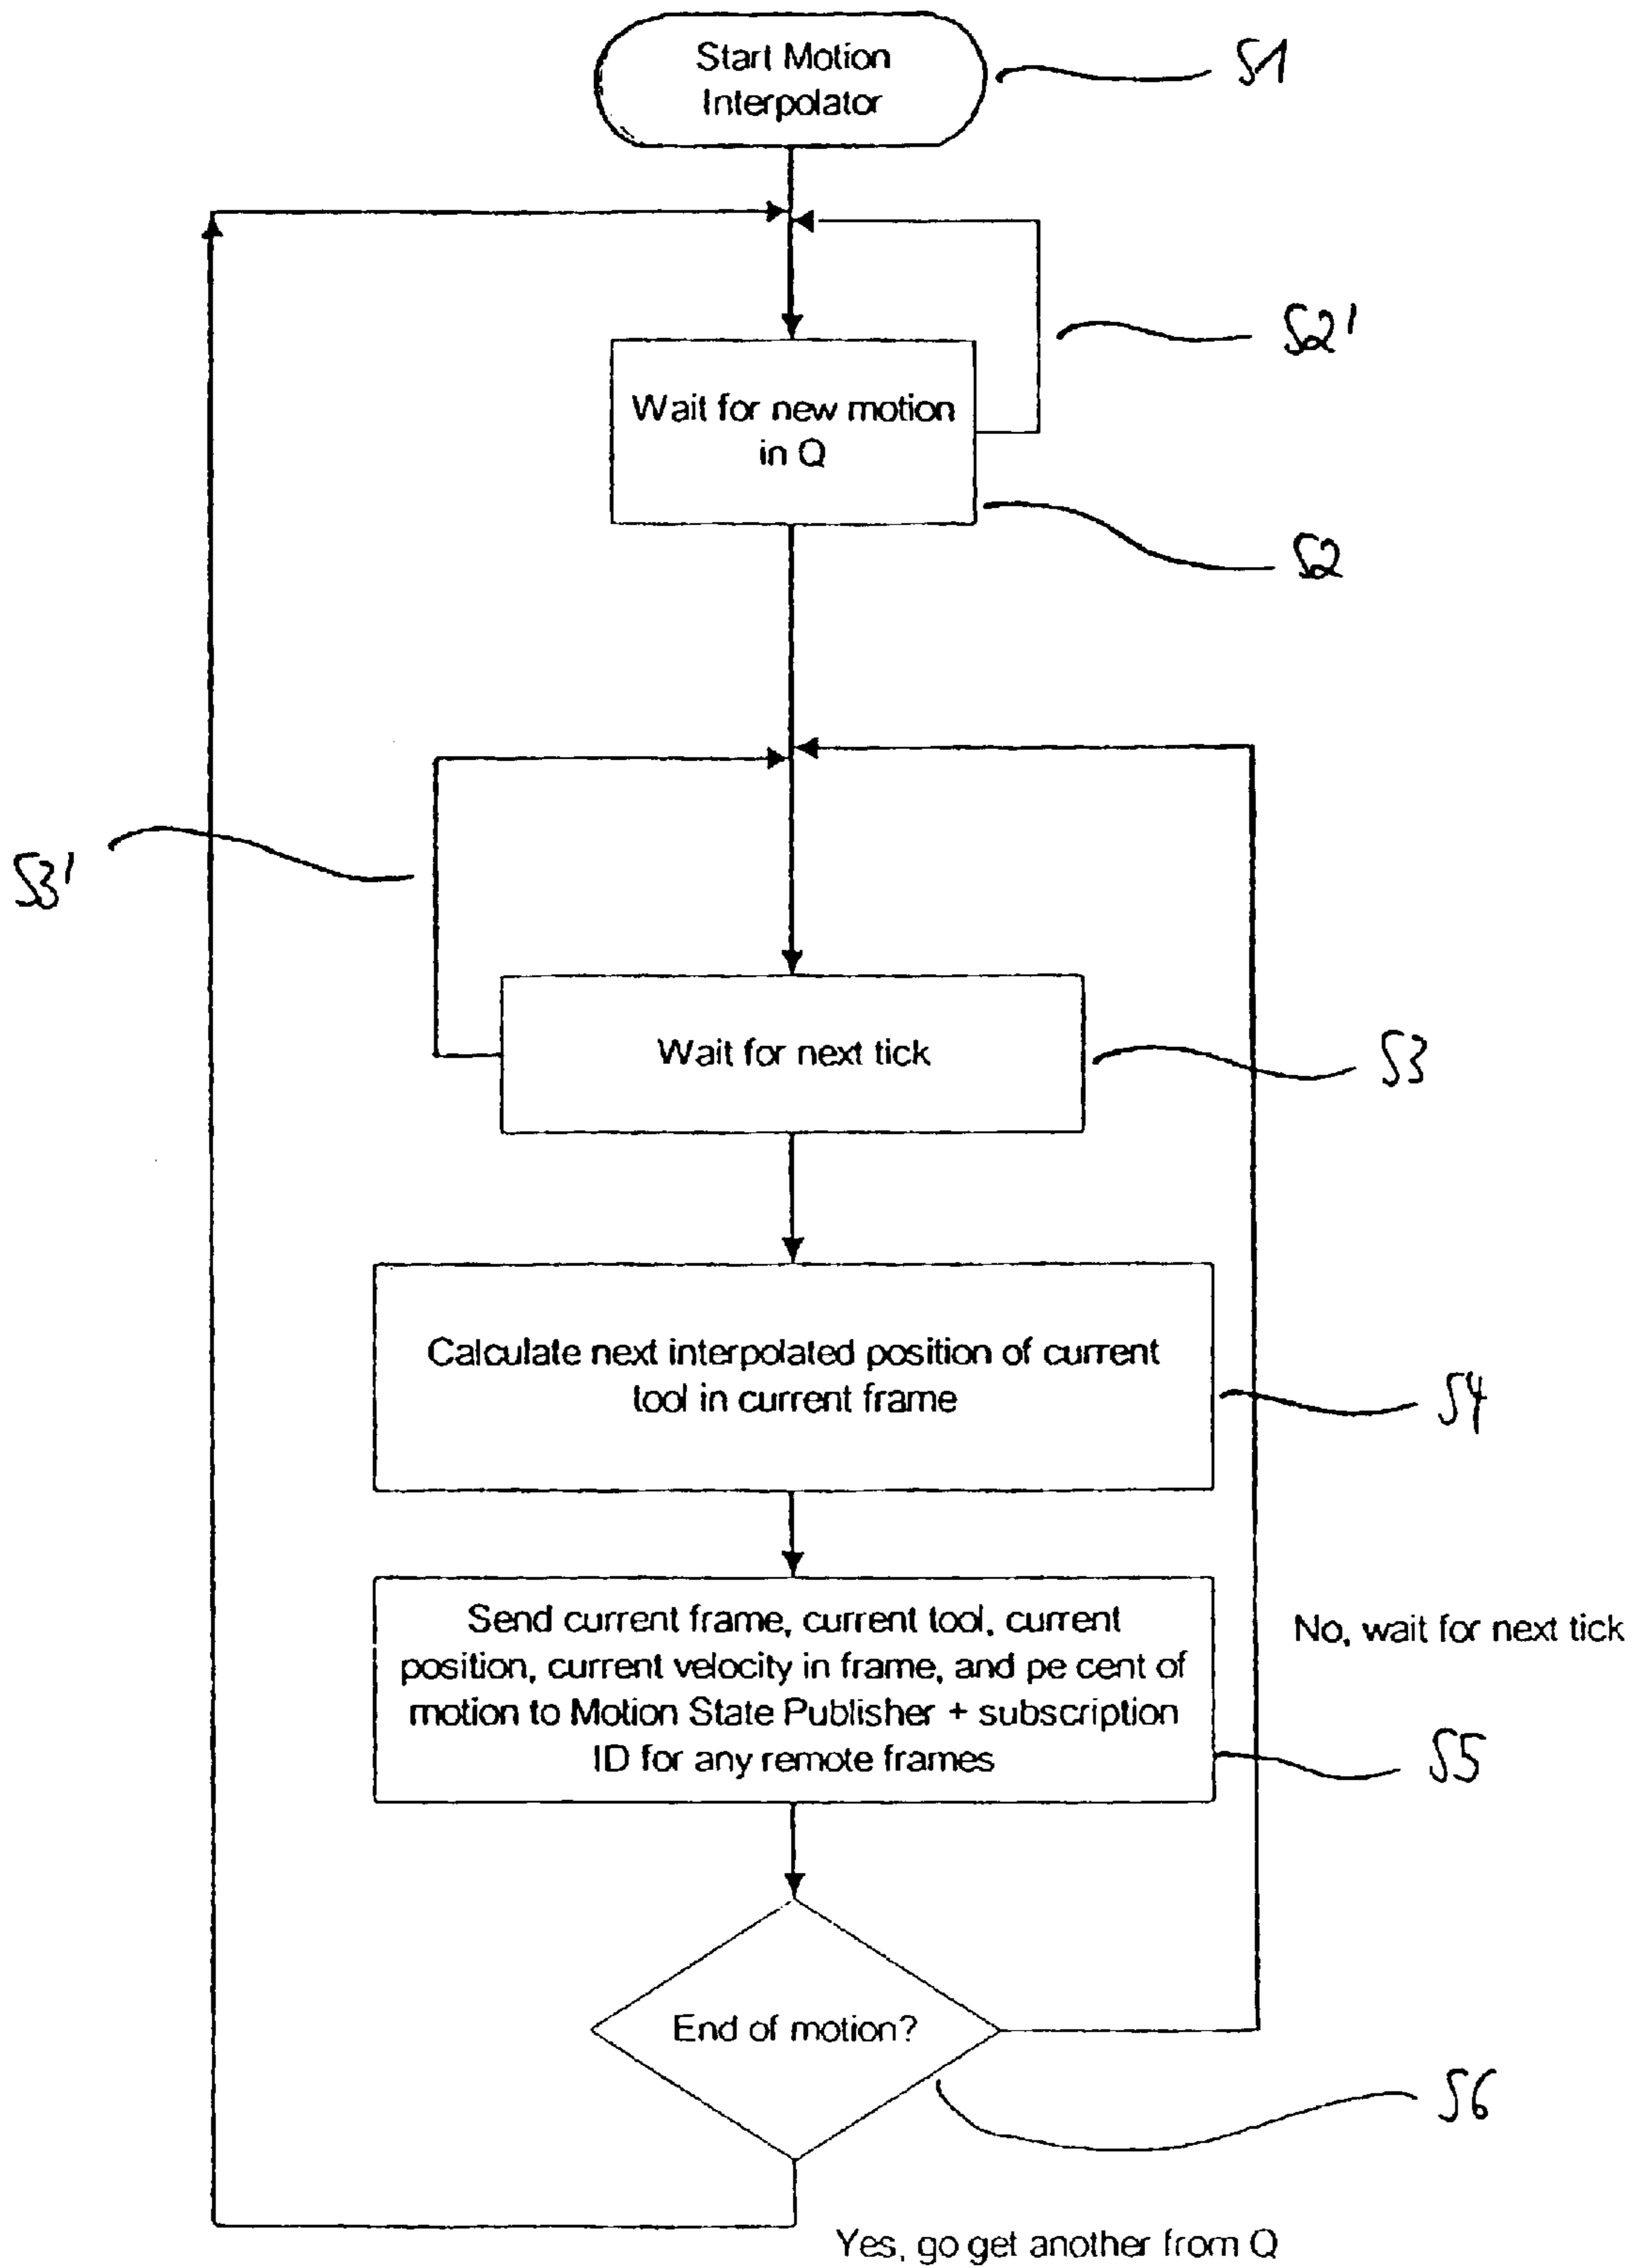 Start Motion
Interpolator
S1
S2'
Wait for new motion
in Q
S2
S3'
Wait for next tick
S3
Calculate next interpolated position of current
tool in current frame
S4
Send current frame, current tool, current
position, current velocity in frame, and pe cent of
motion to Motion State Publisher + subscription
ID for any remote frames
No, wait for next tick
S5
End of motion?
S6
Yes, go get another from Q